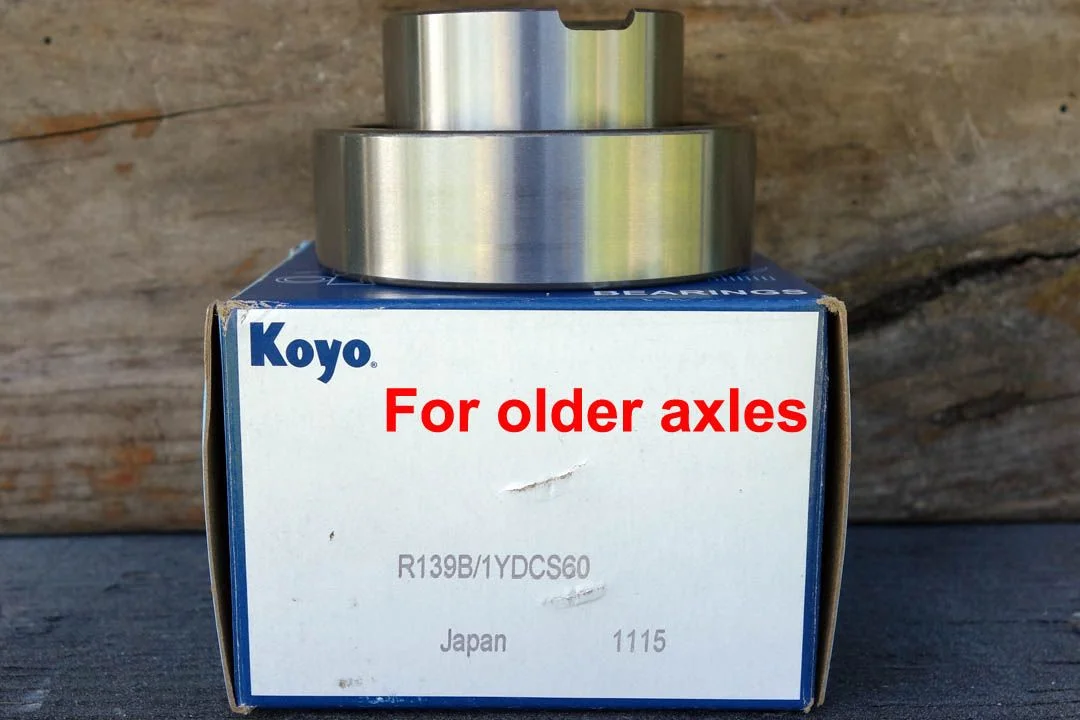 BEARINGS
Koyo®
For older axles
R139B/1YDCS60
Japan 1115